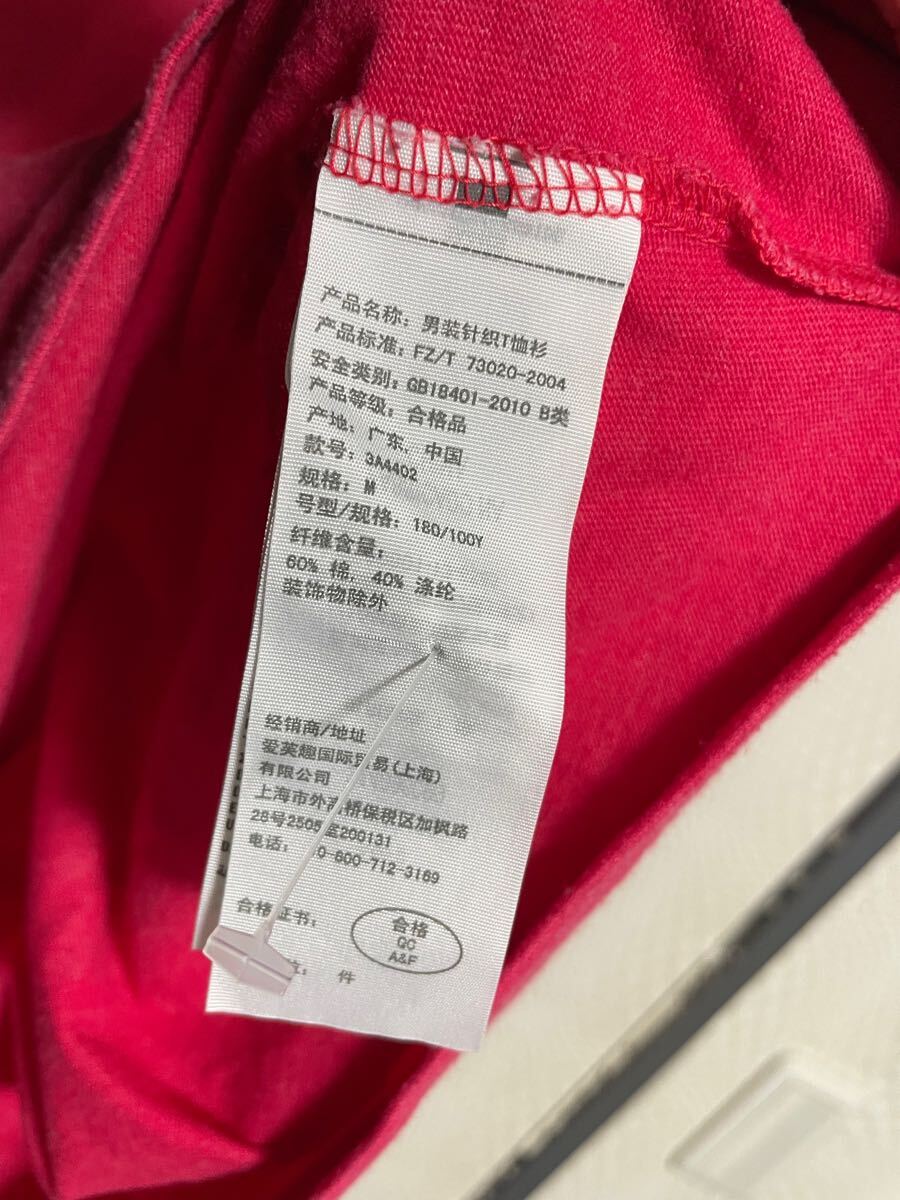 产品名称: 男装针织T恤衫
产品标准: FZ/T 73020-2004
安全类别: GB18401-2010 B类
产品等级: 合格品
产地: 广东, 中国
款号: 3A4402
规格: M
号型/规格: 180/100Y
纤维含量:
60% 棉, 40% 涤纶
装饰物除外
经销商/地址
爱芙趣国际贸易(上海)
有限公司
上海市外高桥保税区加枫路
28号2505室200131
电话: 0-600-712-3169
合格证书:
合格
QC
A&F
件